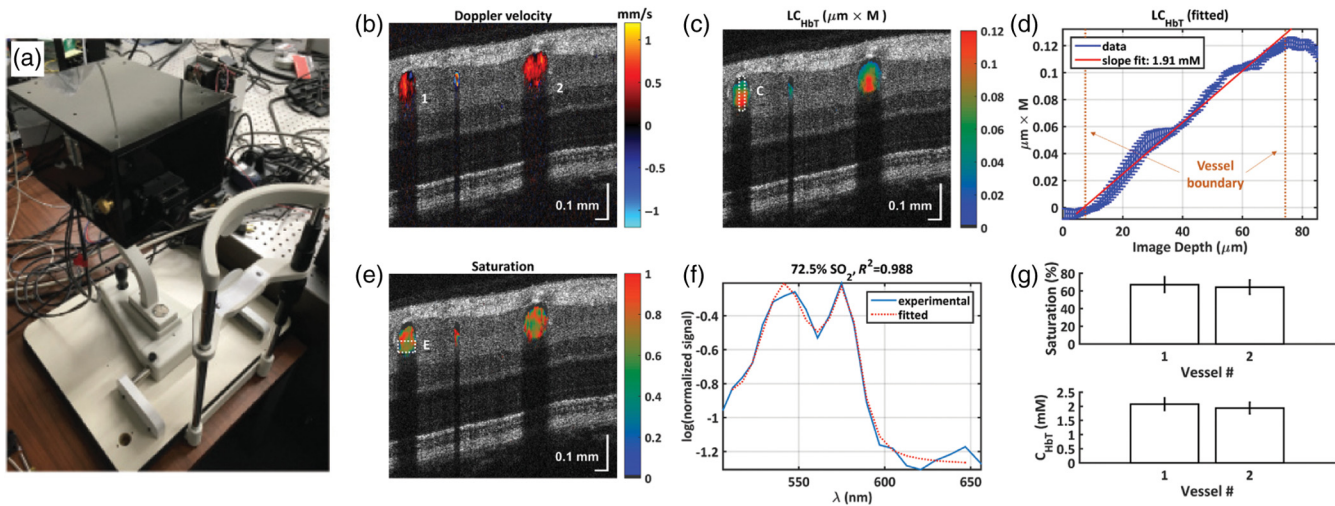 (a)
(b)
Doppler velocity
mm/s
1
0.5
0
-0.5
-1
1
2
0.1 mm
(c)
LC_HbT (μm × M)
0.12
0.1
0.08
0.06
0.04
0.02
0
C
0.1 mm
(d)
LC_HbT (fitted)
data
slope fit: 1.91 mM
Vessel
boundary
μm × M
0.12
0.1
0.08
0.06
0.04
0.02
0
0 20 40 60 80
Image Depth (μm)
(e)
Saturation
1
0.8
0.6
0.4
0.2
0
E
0.1 mm
(f)
72.5% SO₂, R²=0.988
experimental
fitted
log(normalized signal)
-0.4
-0.6
-0.8
-1
-1.2
550 600 650
λ (nm)
(g)
Saturation (%)
80
60
40
20
0
1 2
Vessel #
C_HbT (mM)
2.5
2
1.5
1
0.5
0
1 2
Vessel #